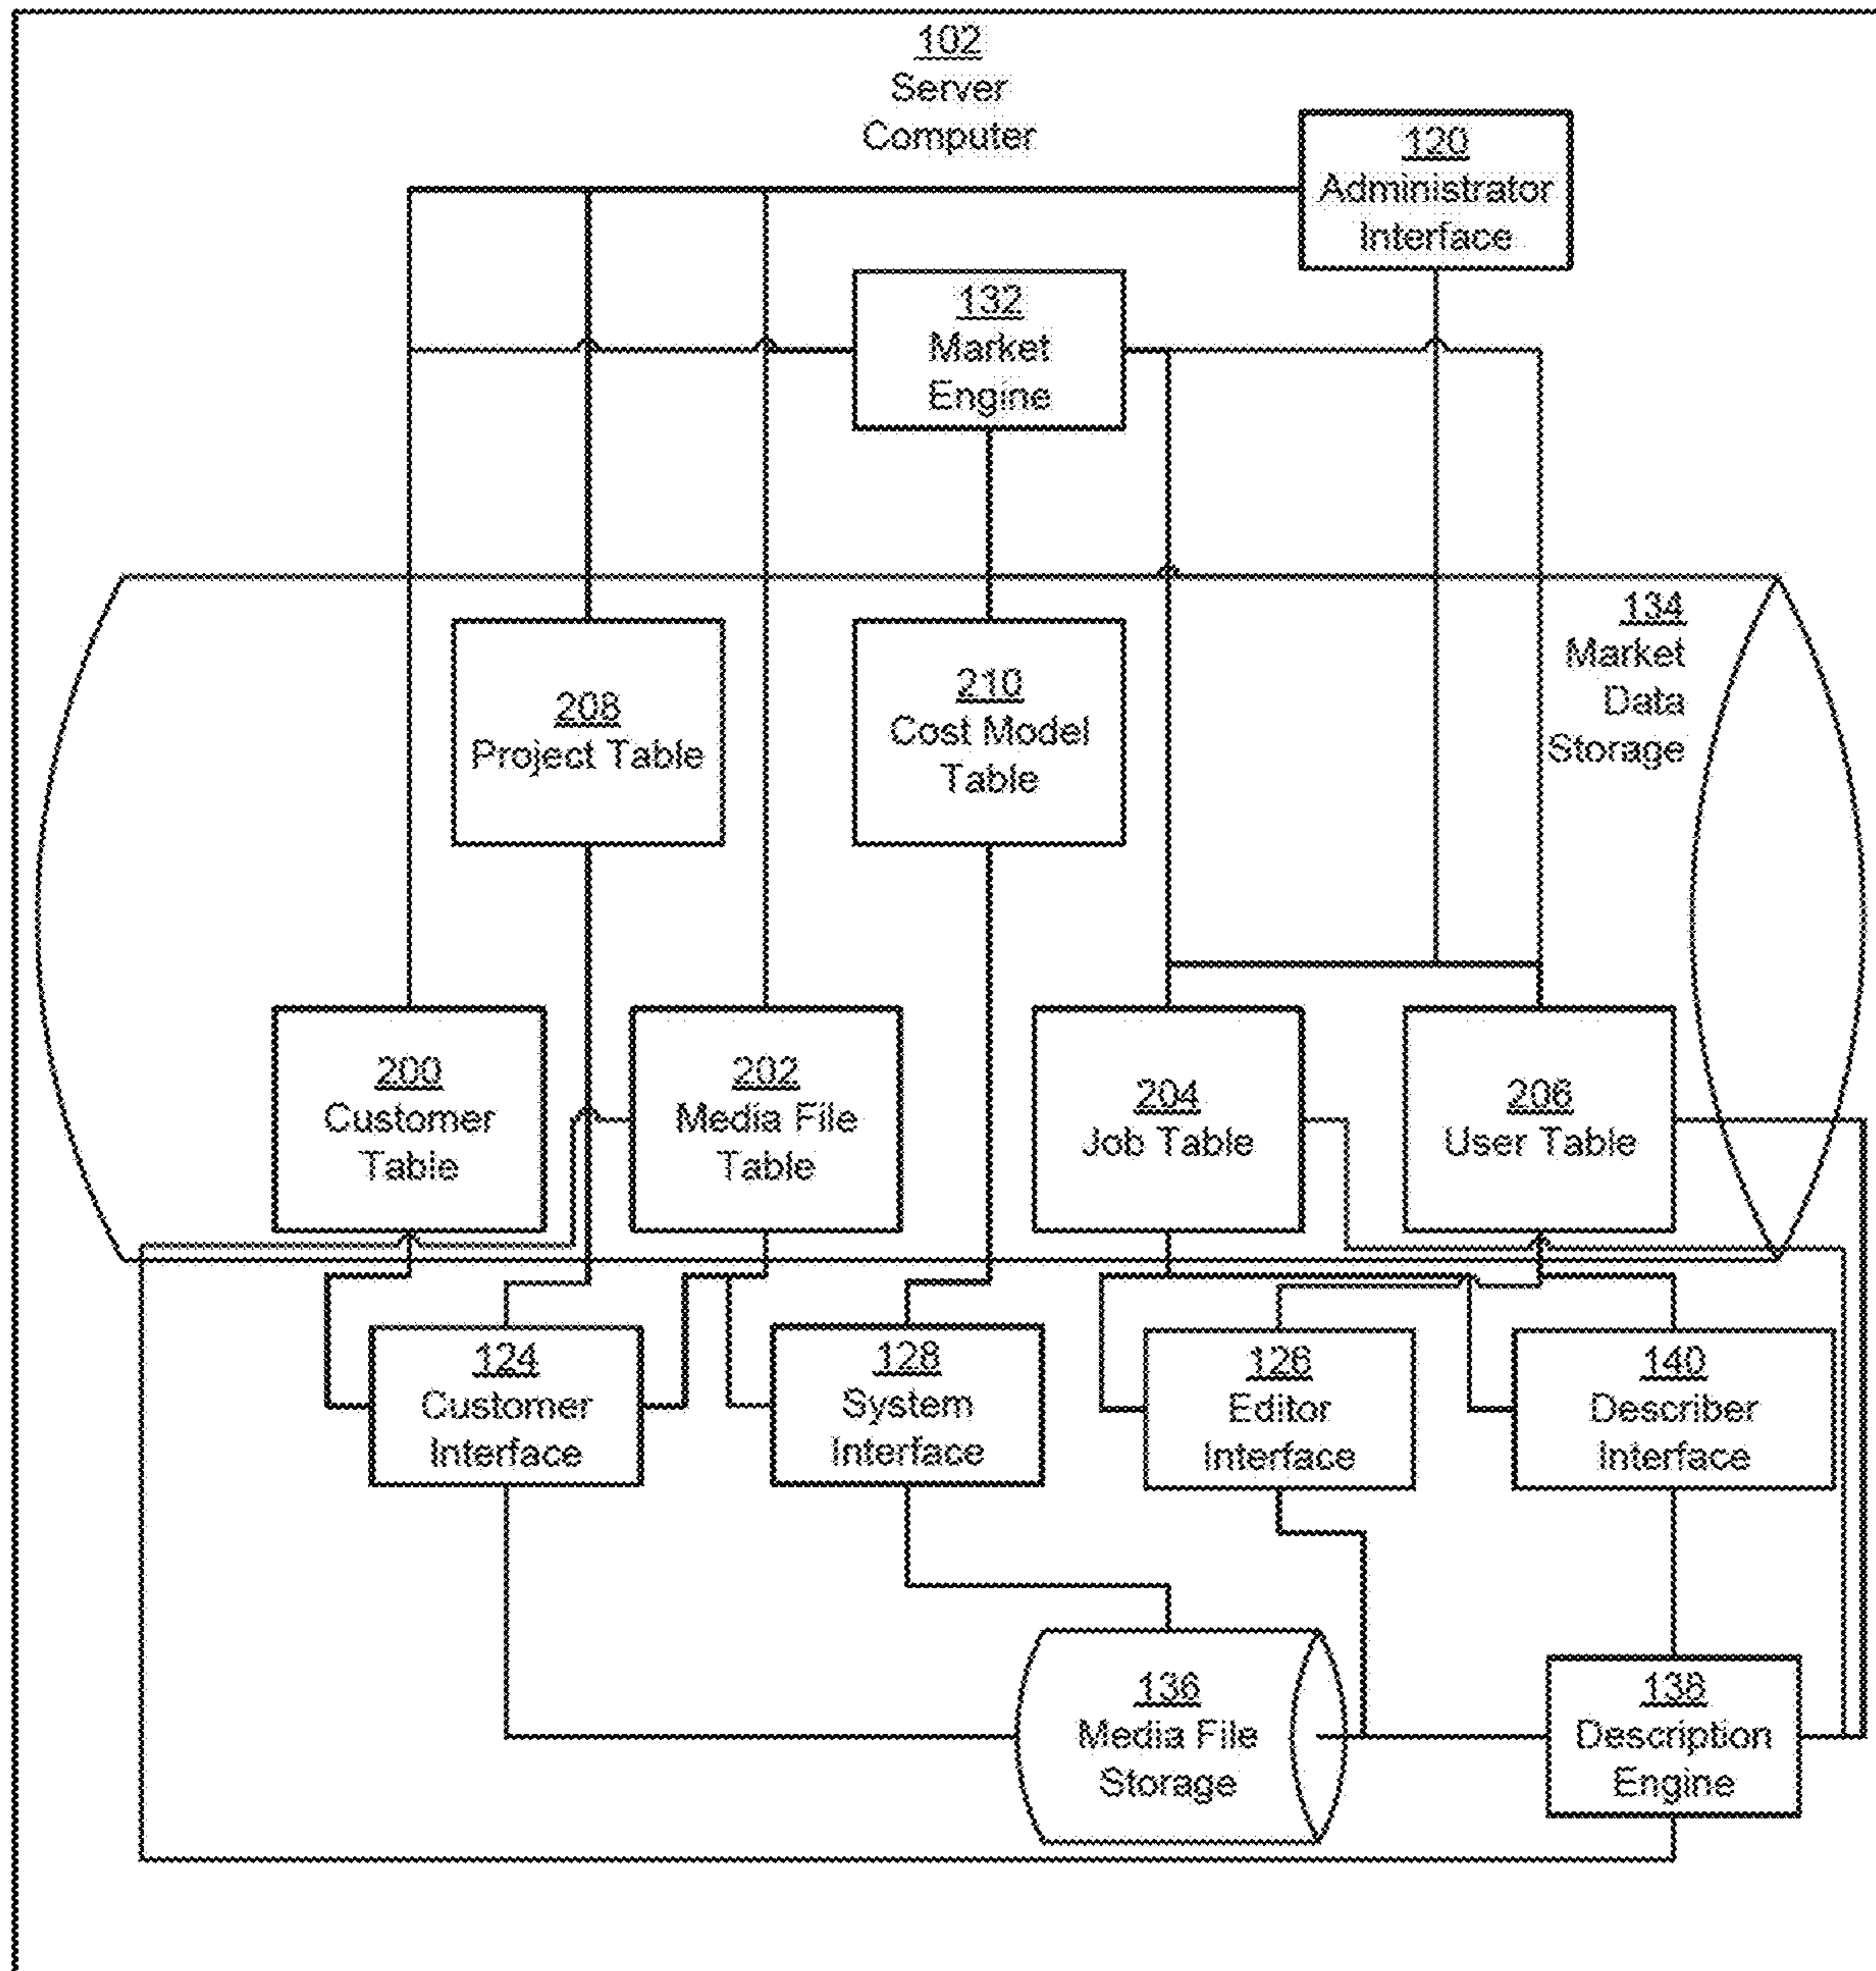 102
Server
Computer
120
Administrator
Interface
132
Market
Engine
134
Market
Data
Storage
208
Project Table
210
Cost Model
Table
200
Customer
Table
202
Media File
Table
204
Job Table
206
User Table
124
Customer
Interface
128
System
Interface
126
Editor
Interface
140
Describer
Interface
136
Media File
Storage
138
Description
Engine